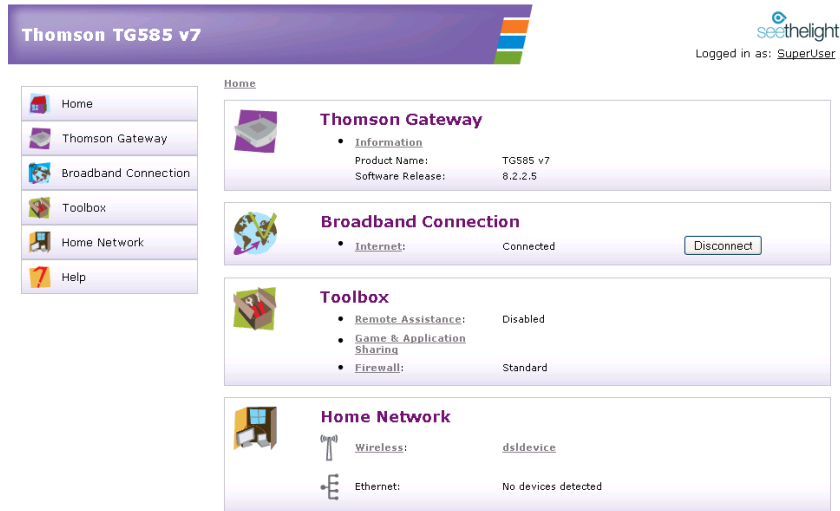 Thomson TG585 v7
seethelight
Logged in as: SuperUser
Home
Thomson Gateway
Broadband Connection
Toolbox
Home Network
Help
Home
Thomson Gateway
Information
Product Name: TG585 v7
Software Release: 8.2.2.5
Broadband Connection
Internet: Connected Disconnect
Toolbox
Remote Assistance: Disabled
Game & Application
Sharing
Firewall: Standard
Home Network
Wireless: dsldevice
Ethernet: No devices detected